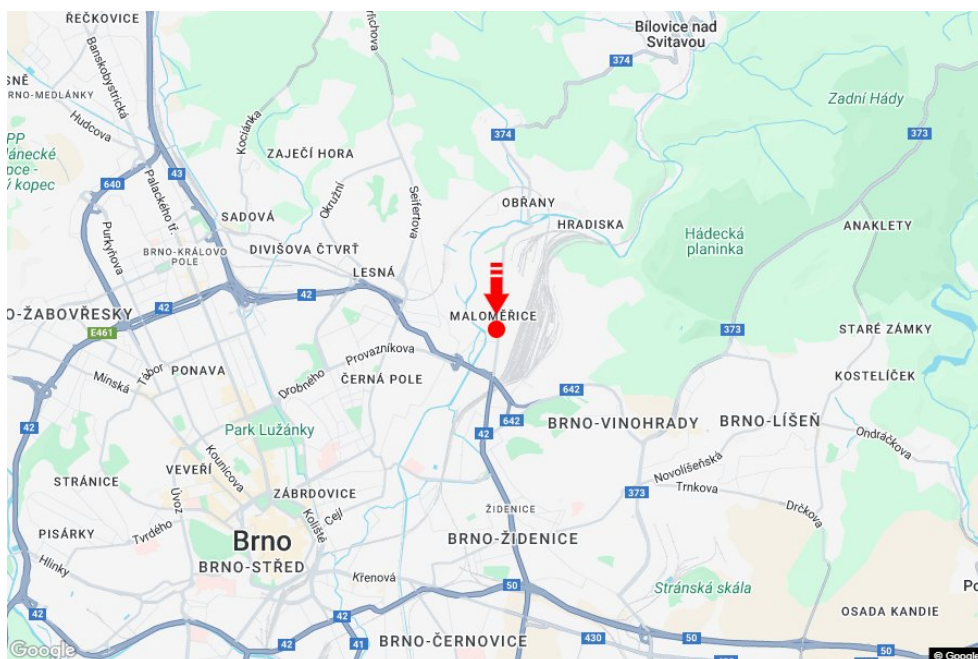 ŘEČKOVICE
Bílovice nad
Svitavou
374
Banskobystrická
Zadní Hády
RNO-MEDLÁNKY
Hudcova
Kociánka
374
373
ZAJEČÍ HORA
43
640
Palackého tř.
Okružní
Seifertova
OBŘANY
SADOVÁ
HRADISKA
ANAKLETY
Purkyňova
DIVIŠOVA ČTVRŤ
Hádecká
planinka
BRNO-KRÁLOVO
POLE
LESNÁ
42
42
MALOMĚŘICE
O-ŽABOVŘESKY
E461
373
STARÉ ZÁMKY
Provazníkova
Tábor
PONAVA
Minská
Drobného
ČERNÁ POLE
KOSTELÍČEK
642
42
642
Park Lužánky
42
BRNO-VINOHRADY
BRNO-LÍŠEŇ
Ondráčkova
Kounicova
VEVEŘÍ
Novolíšeňská
STRÁNICE
373
Trnkova
ZÁBRDOVICE
Úvoz
Cejl
Koliště
Drčkova
ŽIDENICE
PISÁRKY
Tvrdého
Brno
BRNO-ŽIDENICE
Hlinky
BRNO-STŘED
Křenová
50
Stránská skála
42
42
41
OSADA KANDIE
BRNO-ČERNOVICE
430
50
50
Google